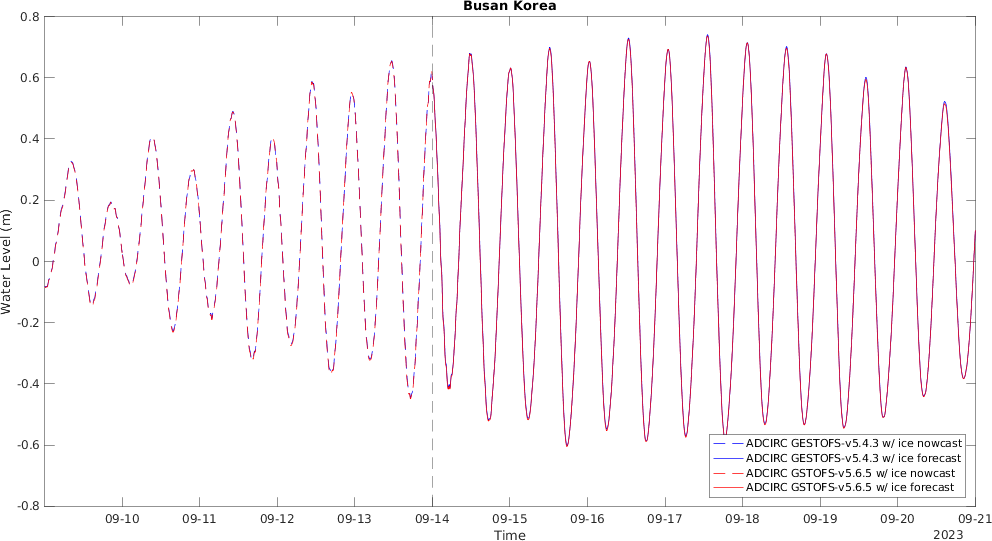 Busan Korea
0.8
0.6
0.4
0.2
0
-0.2
-0.4
-0.6
-0.8
Water Level (m)
ADCIRC GESTOFS-v5.4.3 w/ ice nowcast
ADCIRC GESTOFS-v5.4.3 w/ ice forecast
ADCIRC GSTOFS-v5.6.5 w/ ice nowcast
ADCIRC GSTOFS-v5.6.5 w/ ice forecast
09-10 09-11 09-12 09-13 09-14 09-15 09-16 09-17 09-18 09-19 09-20 09-21
Time
2023